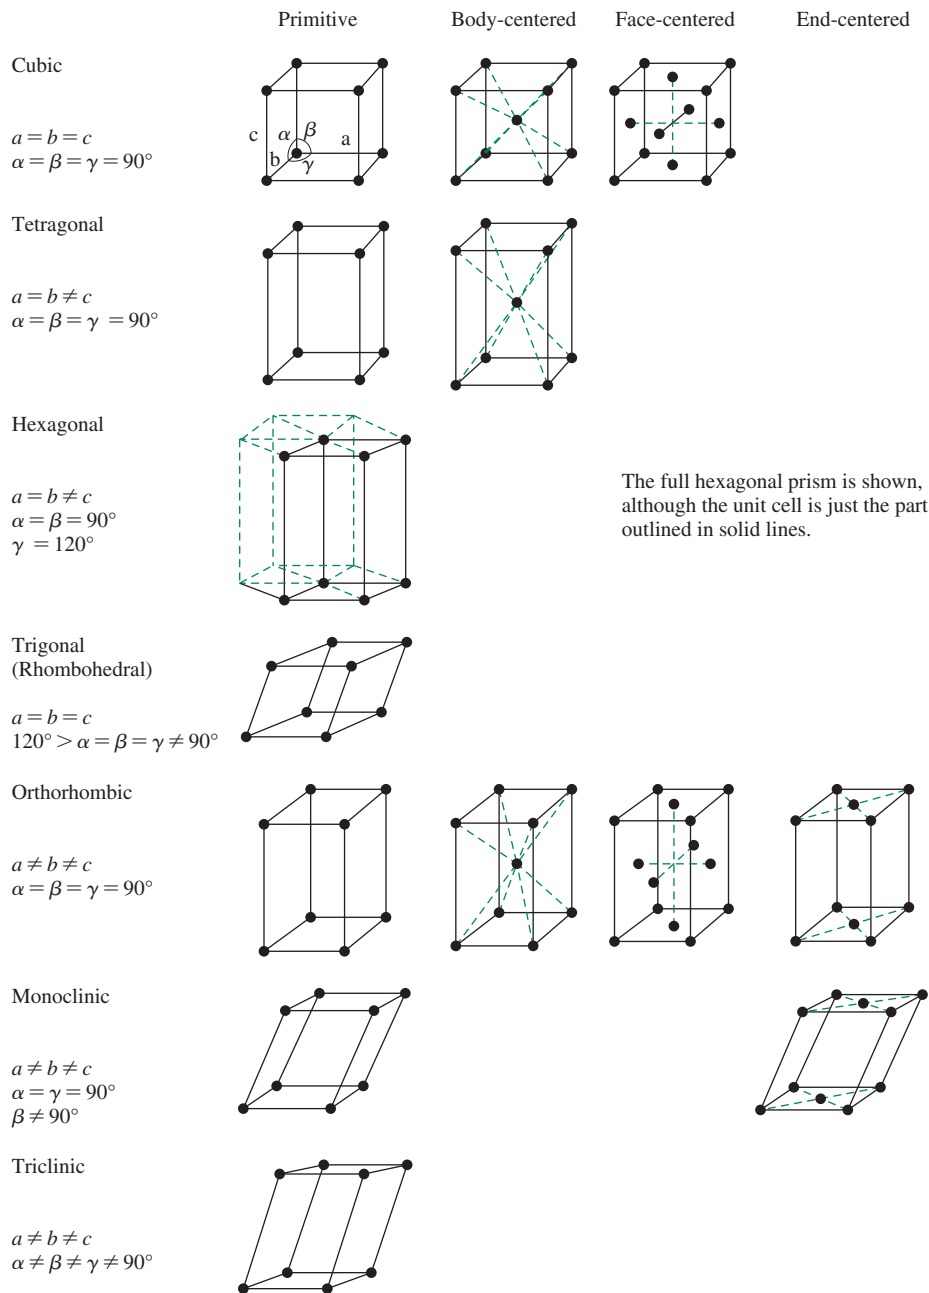 Primitive Body-centered Face-centered End-centered
Cubic
a = b = c
α = β = γ = 90°
c α β a
b γ
Tetragonal
a = b ≠ c
α = β = γ = 90°
Hexagonal
a = b ≠ c
α = β = 90°
γ = 120°
The full hexagonal prism is shown,
although the unit cell is just the part
outlined in solid lines.
Trigonal
(Rhombohedral)
a = b = c
120° > α = β = γ ≠ 90°
Orthorhombic
a ≠ b ≠ c
α = β = γ = 90°
Monoclinic
a ≠ b ≠ c
α = γ = 90°
β ≠ 90°
Triclinic
a ≠ b ≠ c
α ≠ β ≠ γ ≠ 90°